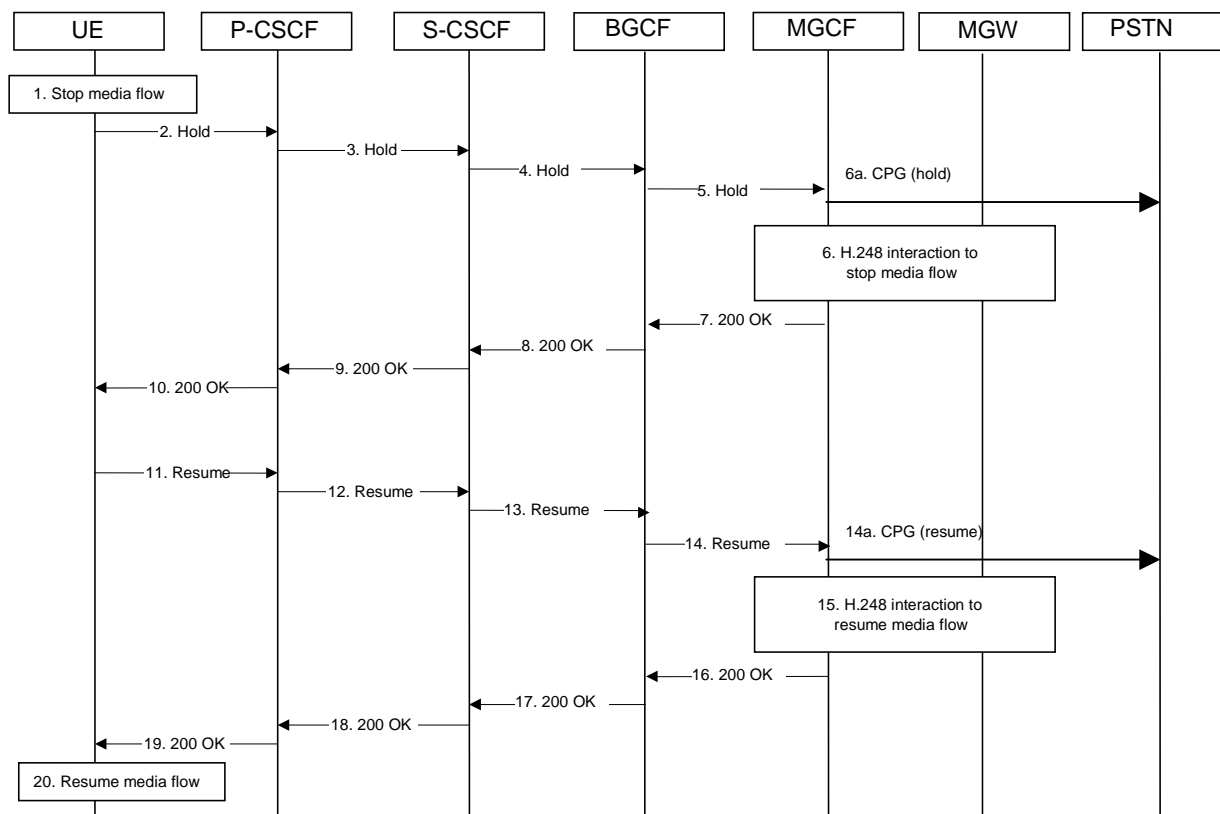 UE
P-CSCF
S-CSCF
BGCF
MGCF
MGW
PSTN
1. Stop media flow
2. Hold
3. Hold
4. Hold
5. Hold
6a. CPG (hold)
6. H.248 interaction to
stop media flow
7. 200 OK
8. 200 OK
9. 200 OK
10. 200 OK
11. Resume
12. Resume
13. Resume
14. Resume
14a. CPG (resume)
15. H.248 interaction to
resume media flow
16. 200 OK
17. 200 OK
18. 200 OK
19. 200 OK
20. Resume media flow